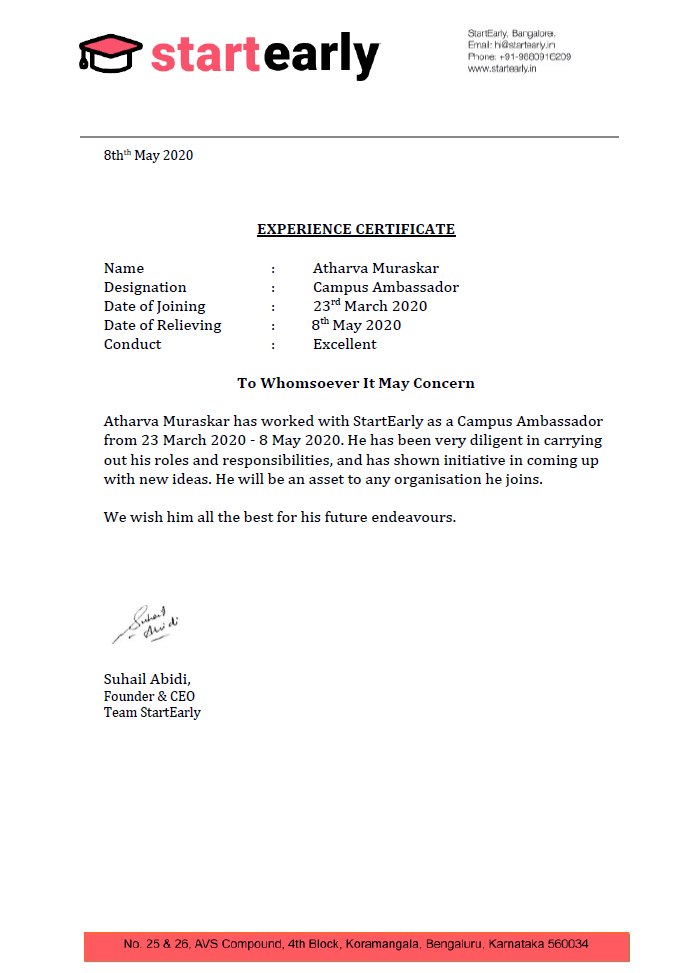 startearly
StartEarly, Bangalore.
Email: hi@startearly.in
Phone: +91-9880916209
www.startearly.in
8thth May 2020
EXPERIENCE CERTIFICATE
Name : Atharva Muraskar
Designation : Campus Ambassador
Date of Joining : 23rd March 2020
Date of Relieving : 8th May 2020
Conduct : Excellent
To Whomsoever It May Concern
Atharva Muraskar has worked with StartEarly as a Campus Ambassador
from 23 March 2020 - 8 May 2020. He has been very diligent in carrying
out his roles and responsibilities, and has shown initiative in coming up
with new ideas. He will be an asset to any organisation he joins.
We wish him all the best for his future endeavours.
Suhail
Abidi
Suhail Abidi,
Founder & CEO
Team StartEarly
No. 25 & 26, AVS Compound, 4th Block, Koramangala, Bengaluru, Karnataka 560034